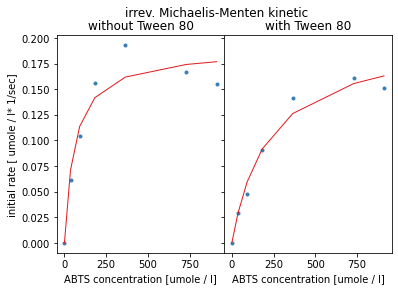 irrev. Michaelis-Menten kinetic
without Tween 80
with Tween 80
initial rate [ umole / l* 1/sec]
0.200
0.175
0.150
0.125
0.100
0.075
0.050
0.025
0.000
0 250 500 750
0 250 500 750
ABTS concentration [umole / l]
ABTS concentration [umole / l]